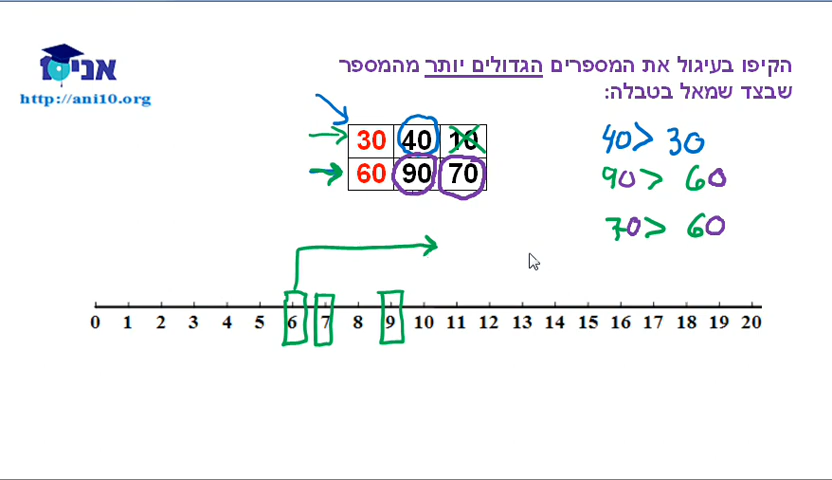 הקיפו בעיגול את המספרים הגדולים יותר מהמספר
שבצד שמאל בטבלה:
אני10
http://ani10.org
30 40 10
60 90 70
40 > 30
90 > 60
70 > 60
0 1 2 3 4 5 6 7 8 9 10 11 12 13 14 15 16 17 18 19 20